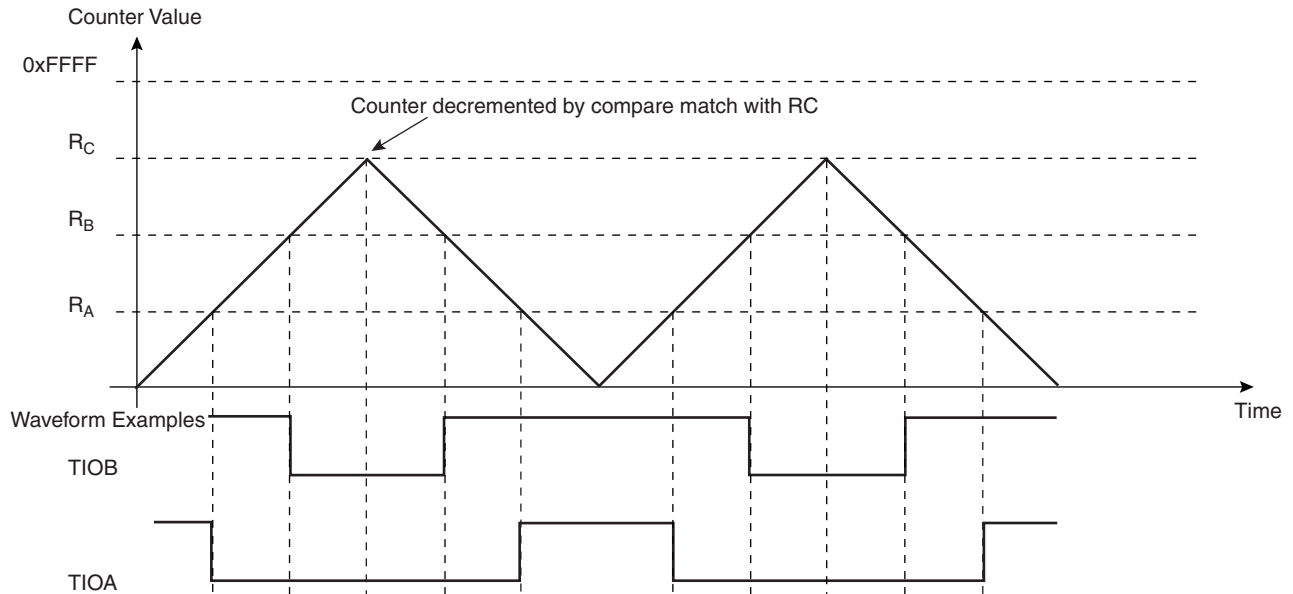 Counter Value
0xFFFF
Counter decremented by compare match with RC
RC
RB
RA
Time
Waveform Examples
TIOB
TIOA